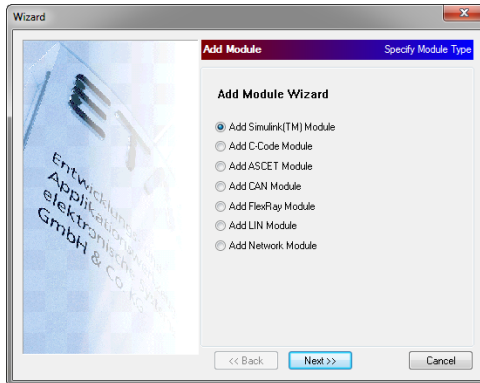 Wizard
Add Module
Specify Module Type
Add Module Wizard
Add Simulink(TM) Module
Add C-Code Module
Add ASCET Module
Add CAN Module
Add FlexRay Module
Add LIN Module
Add Network Module
ET
Entwicklungs
Applikations
elektronische
GmbH & Co. KG
<< Back
Next >>
Cancel